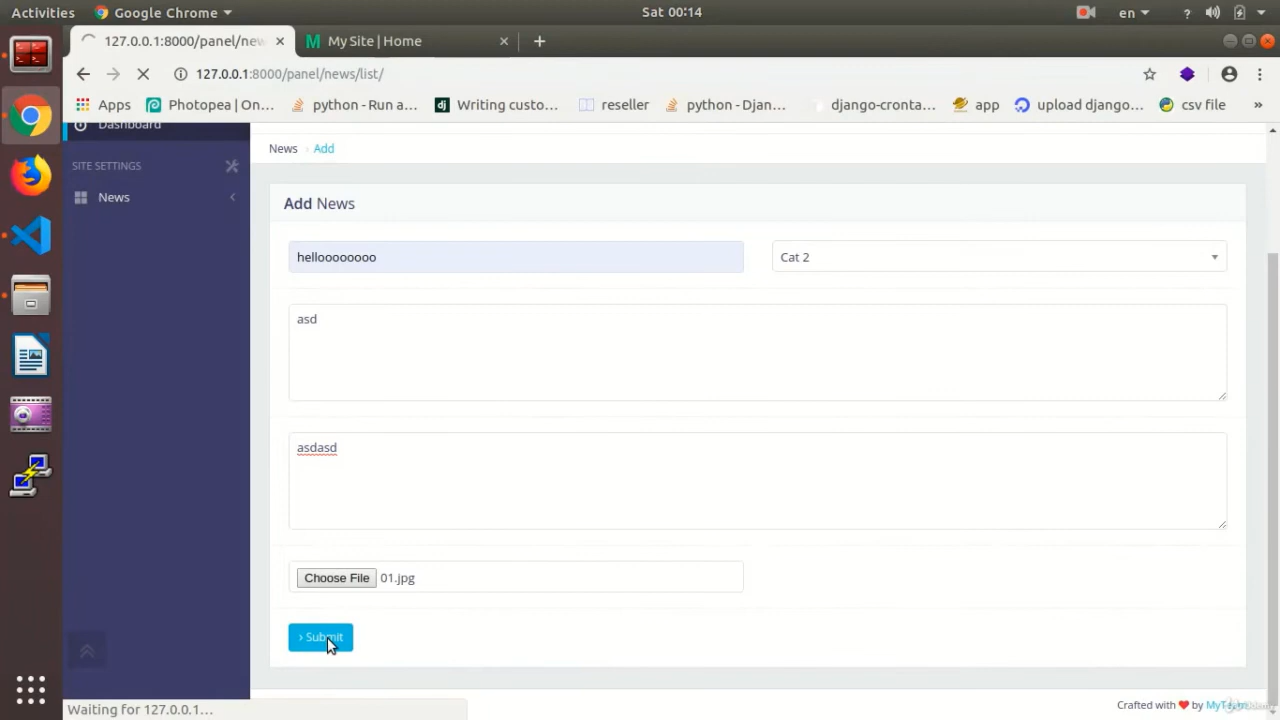 Activities Google Chrome Sat 00:14 en ?
127.0.0.1:8000/panel/new My Site | Home
127.0.0.1:8000/panel/news/list/
Apps Photopea | On... python - Run a... Writing custo... reseller python - Djan... django-cronta... app upload django... csv file »
Dashboard
SITE SETTINGS
News
News Add
Add News
helloooooooo
Cat 2
asd
asdasd
Choose File 01.jpg
› Submit
Waiting for 127.0.0.1...
Crafted with ❤ by MyTeam